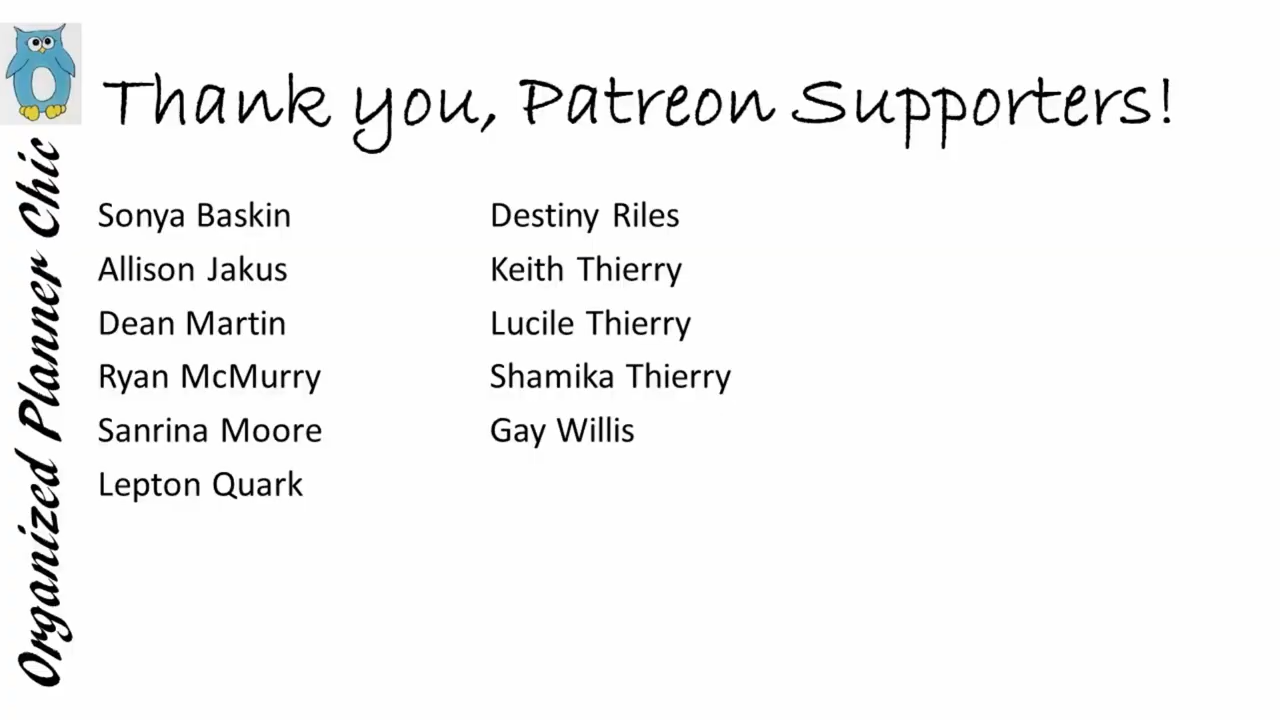 Thank you, Patreon Supporters!
Organized Planner Chic
Sonya Baskin
Allison Jakus
Dean Martin
Ryan McMurry
Sanrina Moore
Lepton Quark
Destiny Riles
Keith Thierry
Lucile Thierry
Shamika Thierry
Gay Willis